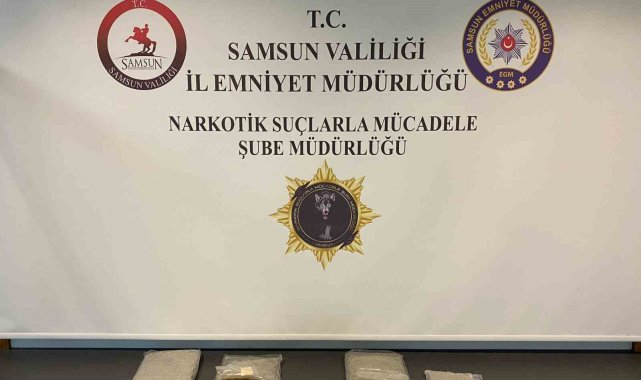 T.C.
SAMSUN VALİLİĞİ
İL EMNİYET MÜDÜRLÜĞÜ
NARKOTİK SUÇLARLA MÜCADELE
ŞUBE MÜDÜRLÜĞÜ
T.C.
SAMSUN
SAMSUN VALİLİĞİ
SAMSUN EMNİYET MÜDÜRLÜĞÜ
EGM